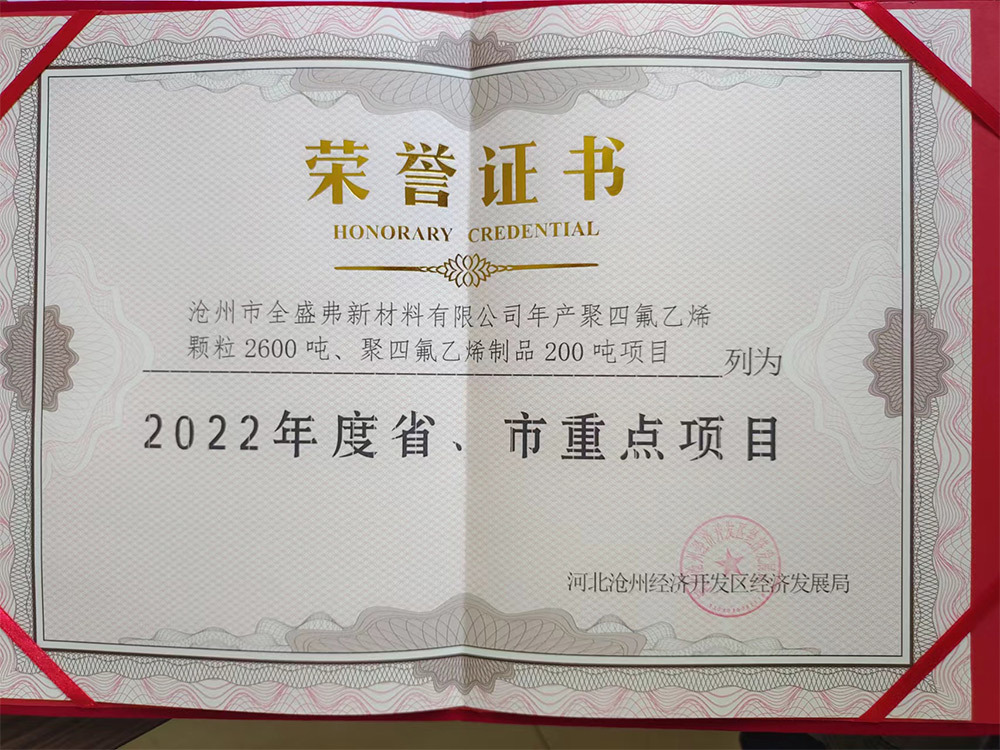 荣誉证书
HONORARY CREDENTIAL
沧州市全盛弗新材料有限公司年产聚四氟乙烯
颗粒2600吨、聚四氟乙烯制品200吨项目
列为
2022年度省、市重点项目
河北沧州经济开发区经济发展局